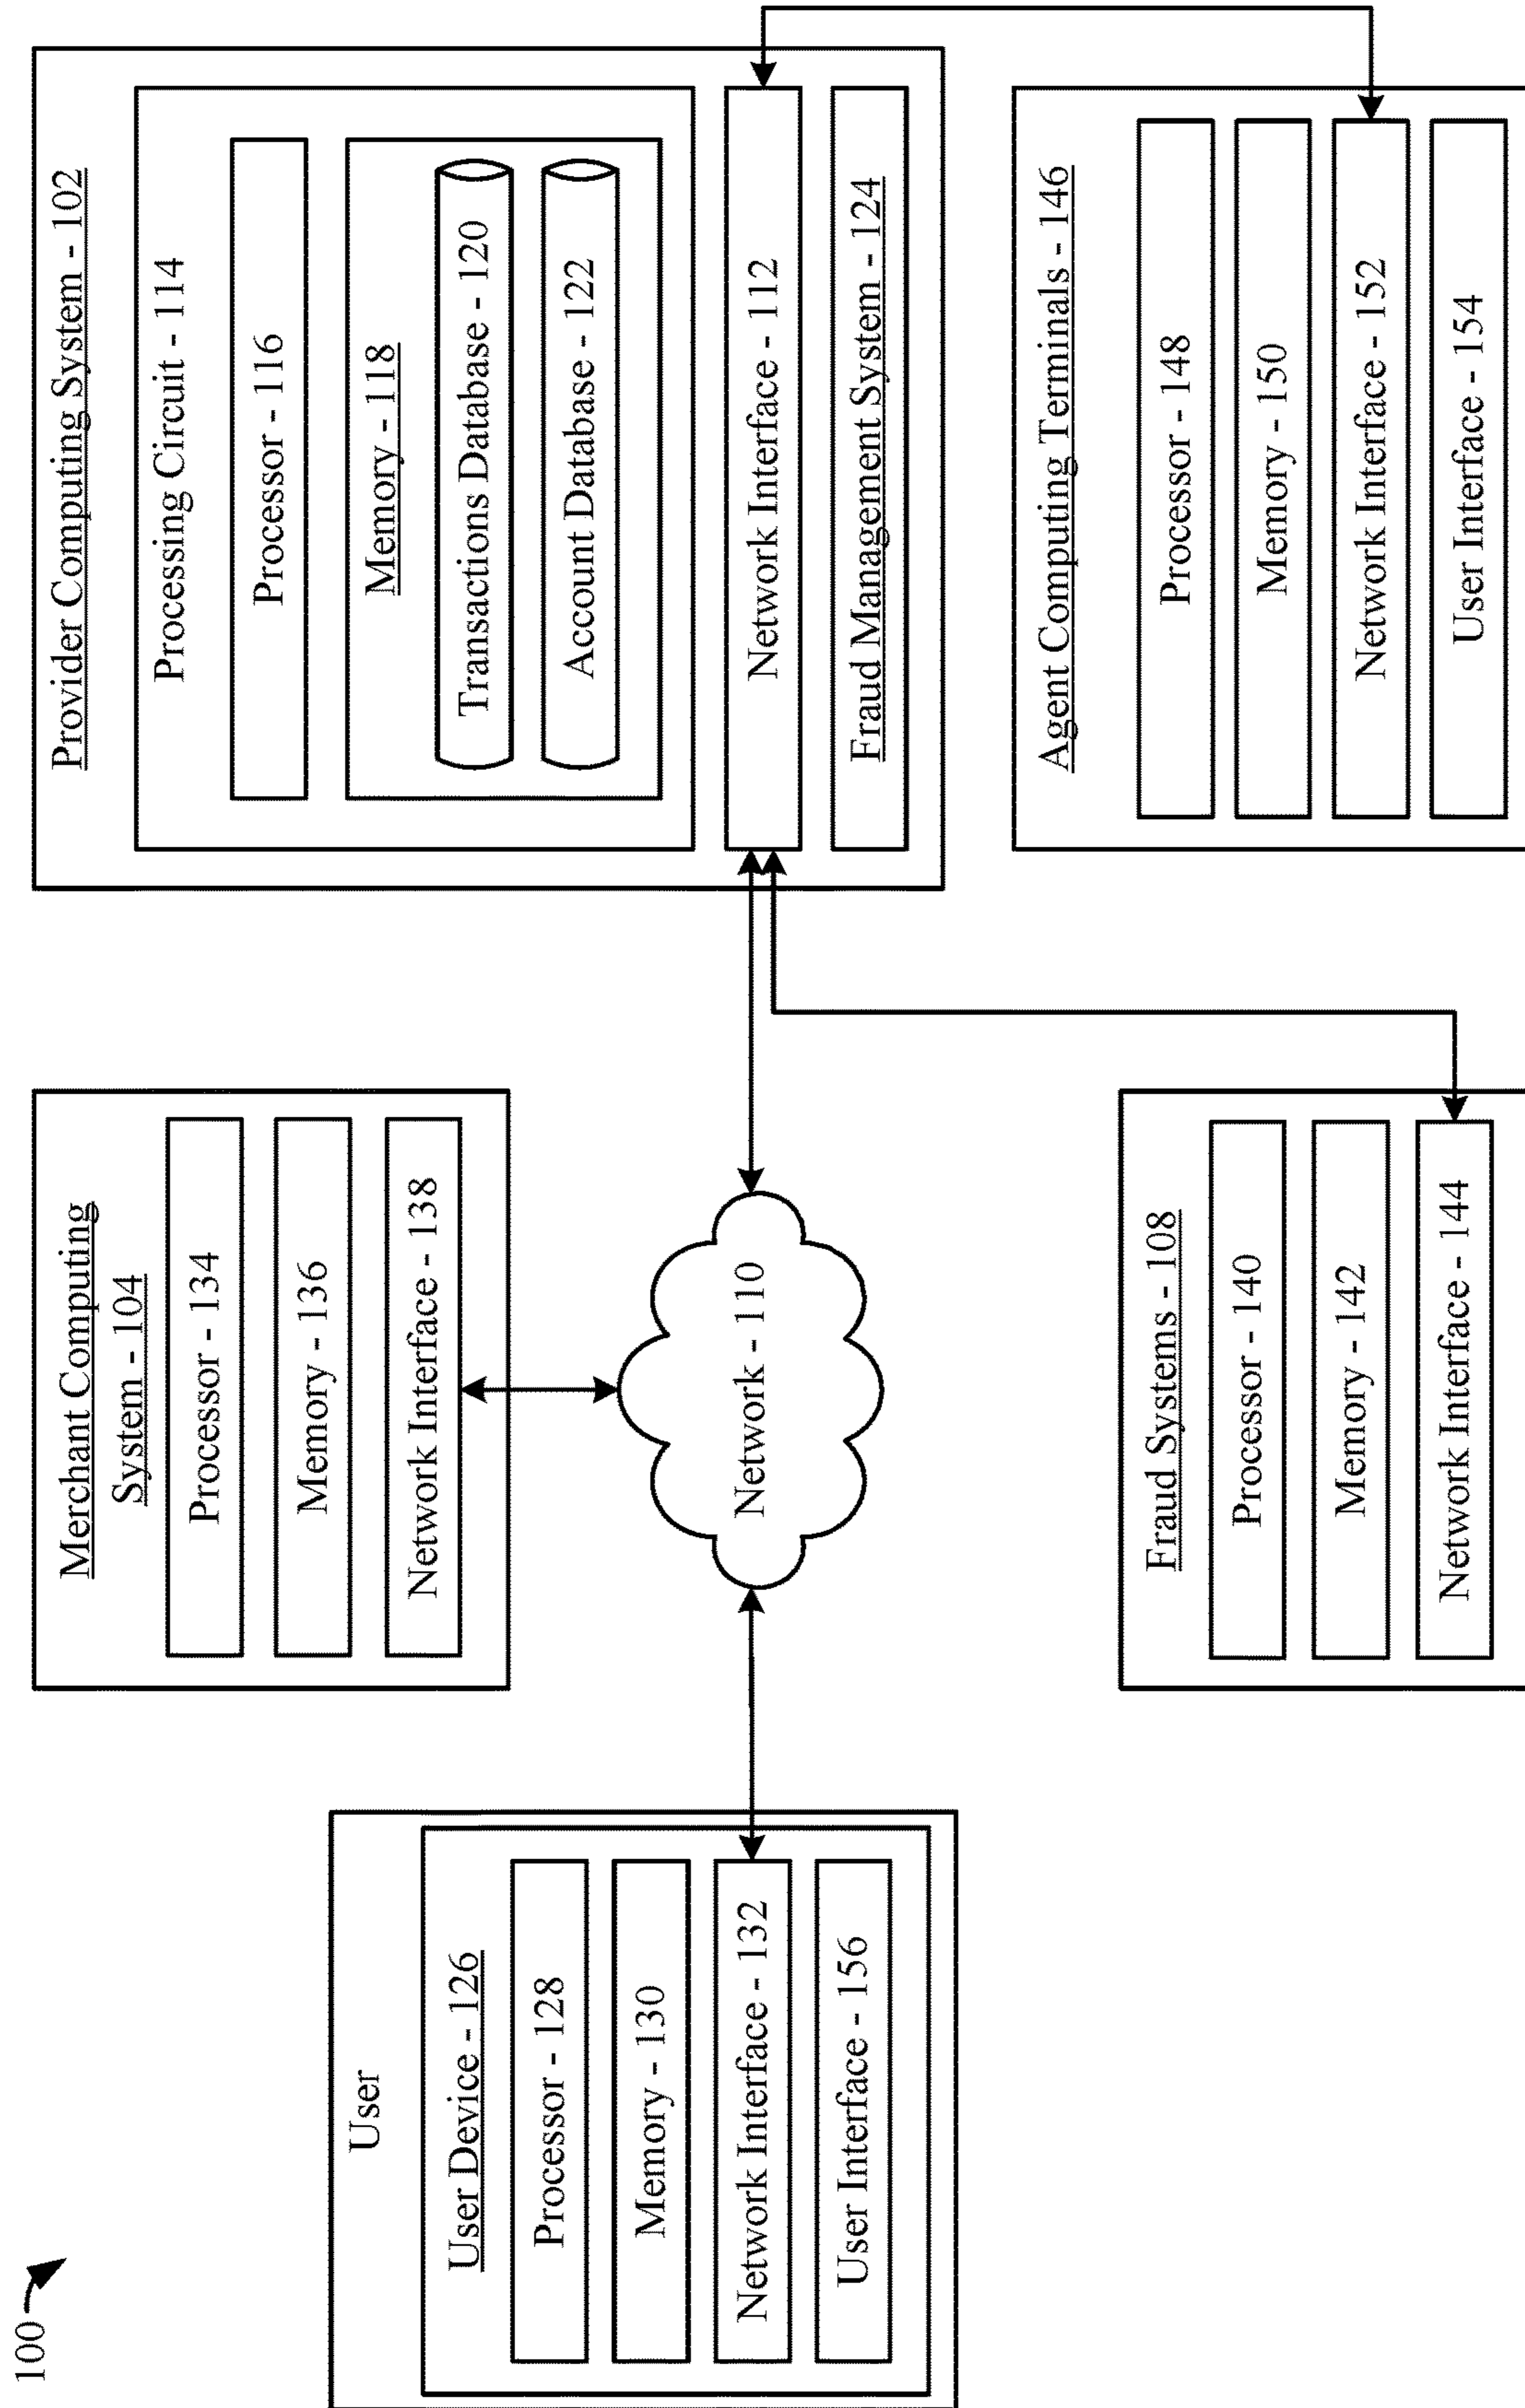 100
User
User Device - 126
Processor - 128
Memory - 130
Network Interface - 132
User Interface - 156
Merchant Computing
System - 104
Processor - 134
Memory - 136
Network Interface - 138
Network - 110
Fraud Systems - 108
Processor - 140
Memory - 142
Network Interface - 144
Provider Computing System - 102
Processing Circuit - 114
Processor - 116
Memory - 118
Transactions Database - 120
Account Database - 122
Network Interface - 112
Fraud Management System - 124
Agent Computing Terminals - 146
Processor - 148
Memory - 150
Network Interface - 152
User Interface - 154